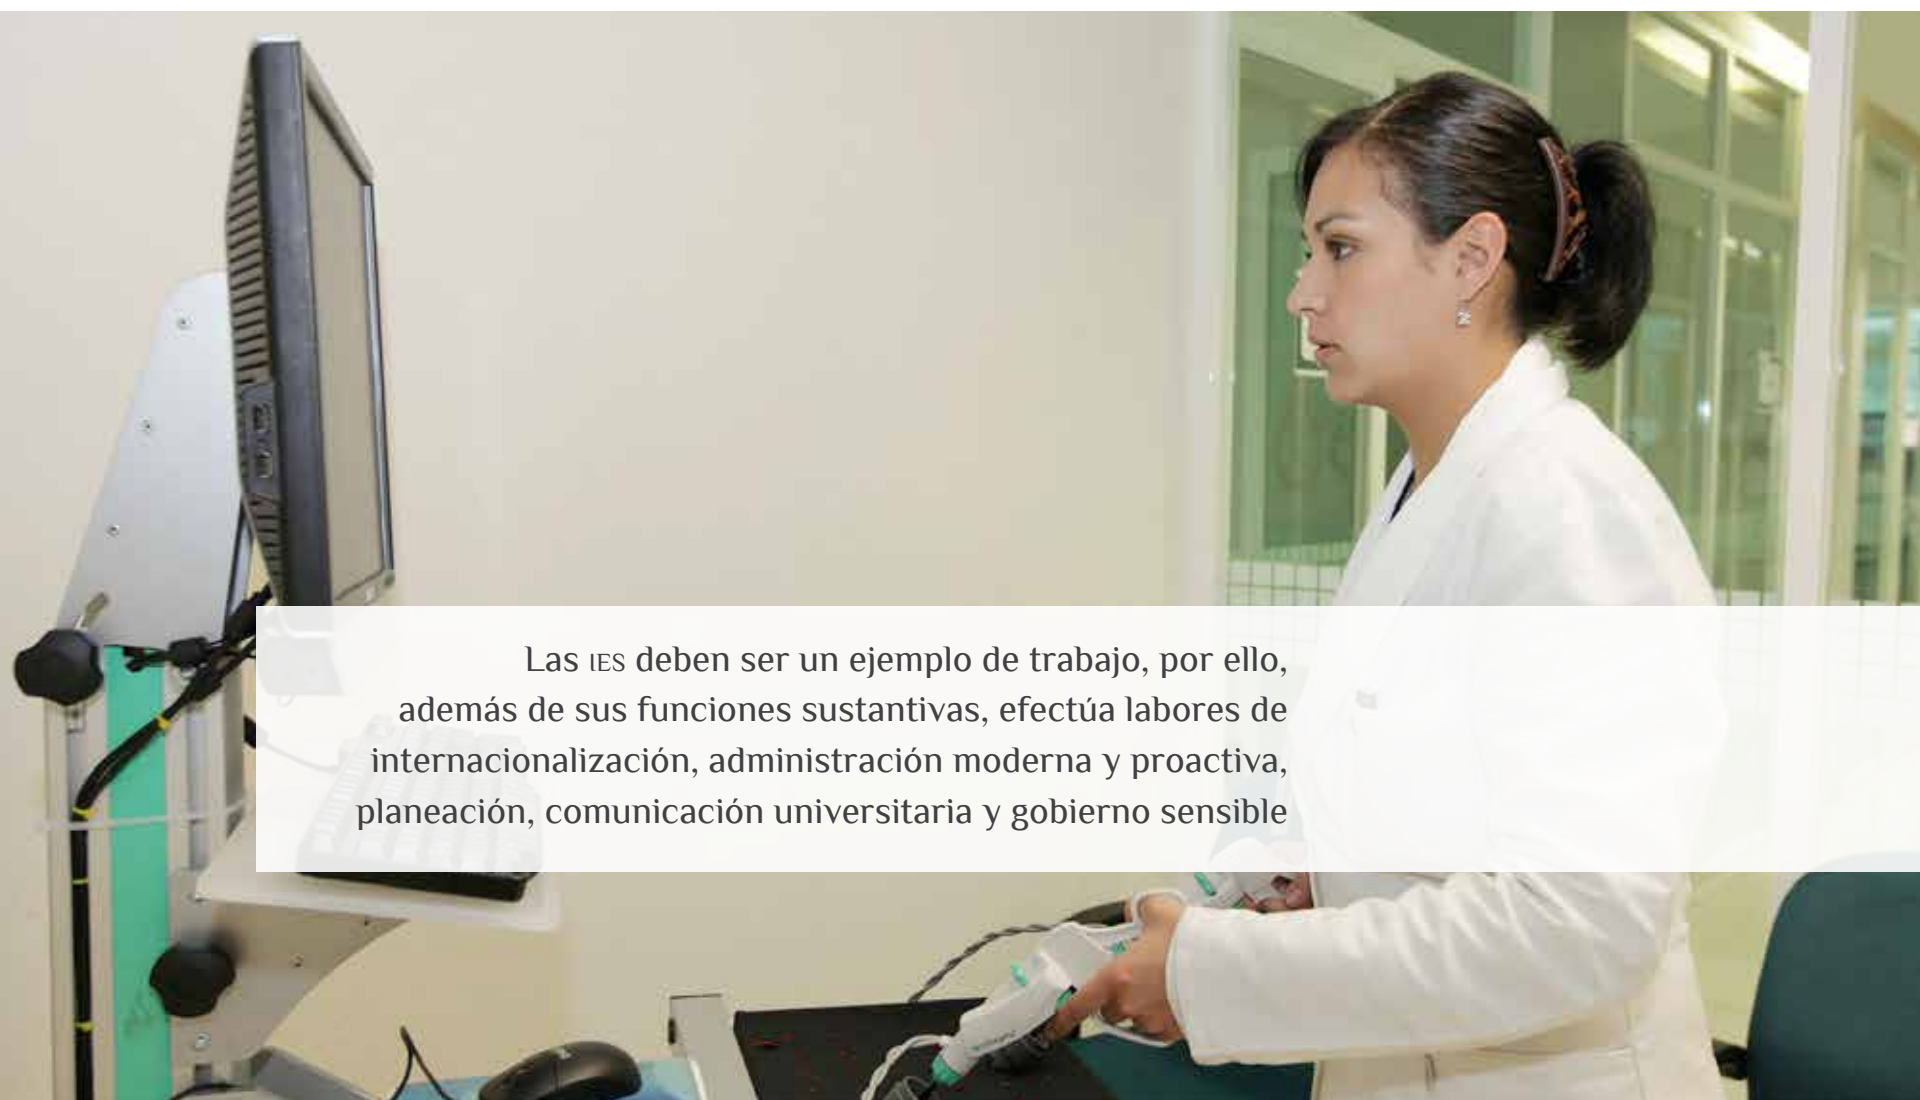 Las IES deben ser un ejemplo de trabajo, por ello,
además de sus funciones sustantivas, efectúa labores de
internacionalización, administración moderna y proactiva,
planeación, comunicación universitaria y gobierno sensible